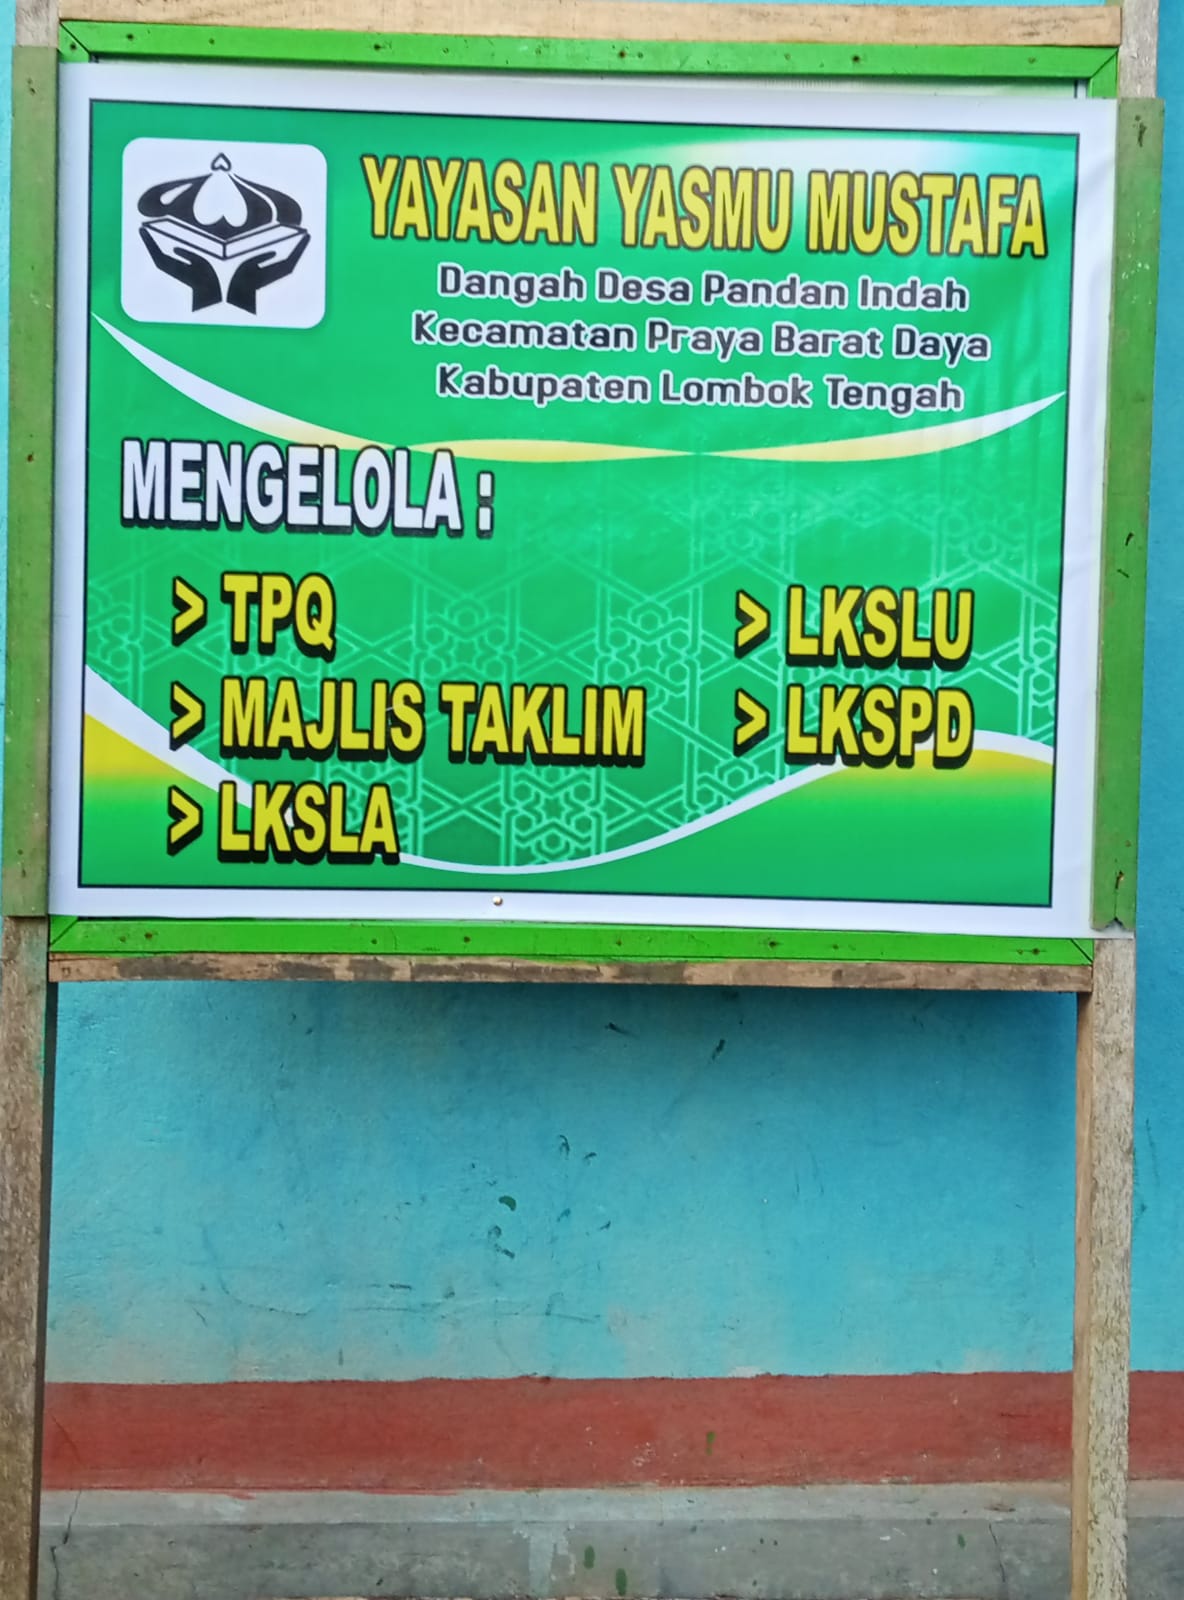 YAYASAN YASMU MUSTAFA
Dangah Desa Pandan Indah
Kecamatan Praya Barat Daya
Kabupaten Lombok Tengah
MENGELOLA :
> TPQ
> MAJLIS TAKLIM
> LKSLA
> LKSLU
> LKSPD